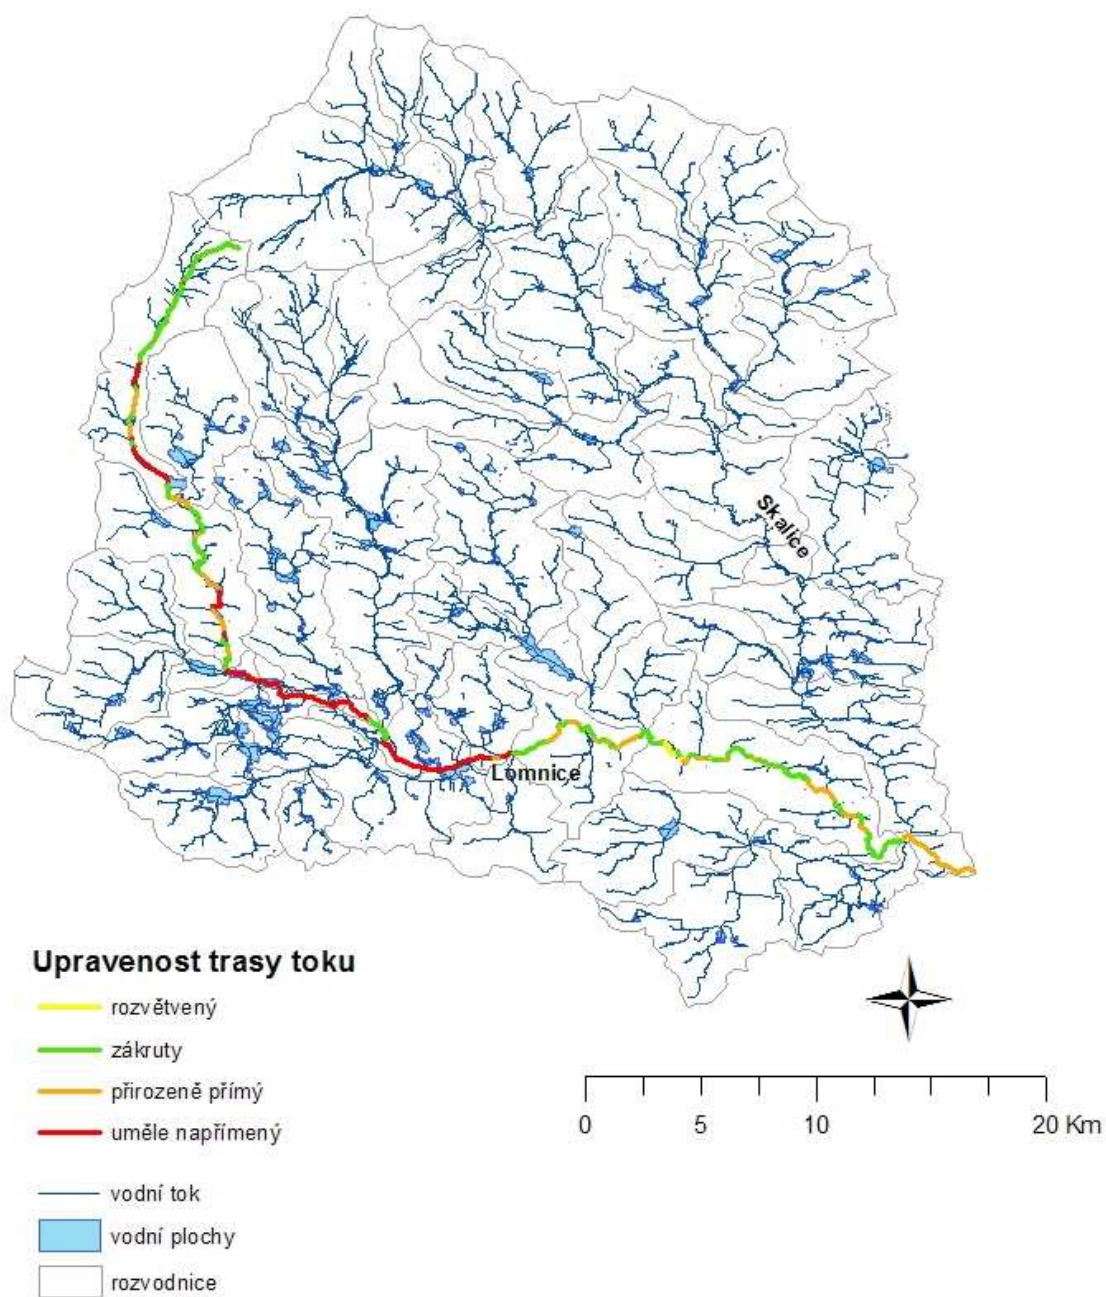 Skalice
Lomnice
Upravenost trasy toku
rozvětvený
zákruty
přirozeně přímý
uměle napřímený
vodní tok
vodní plochy
rozvodnice
0 5 10 20 Km